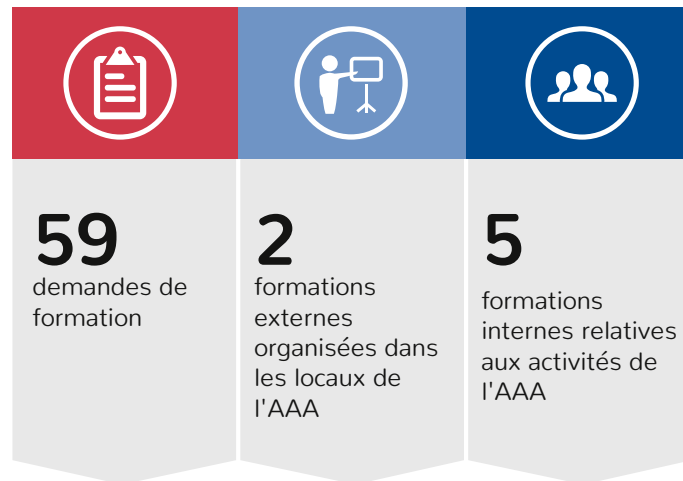 59
demandes de
formation
2
formations
externes
organisées dans
les locaux de
l'AAA
5
formations
internes relatives
aux activités de
l'AAA